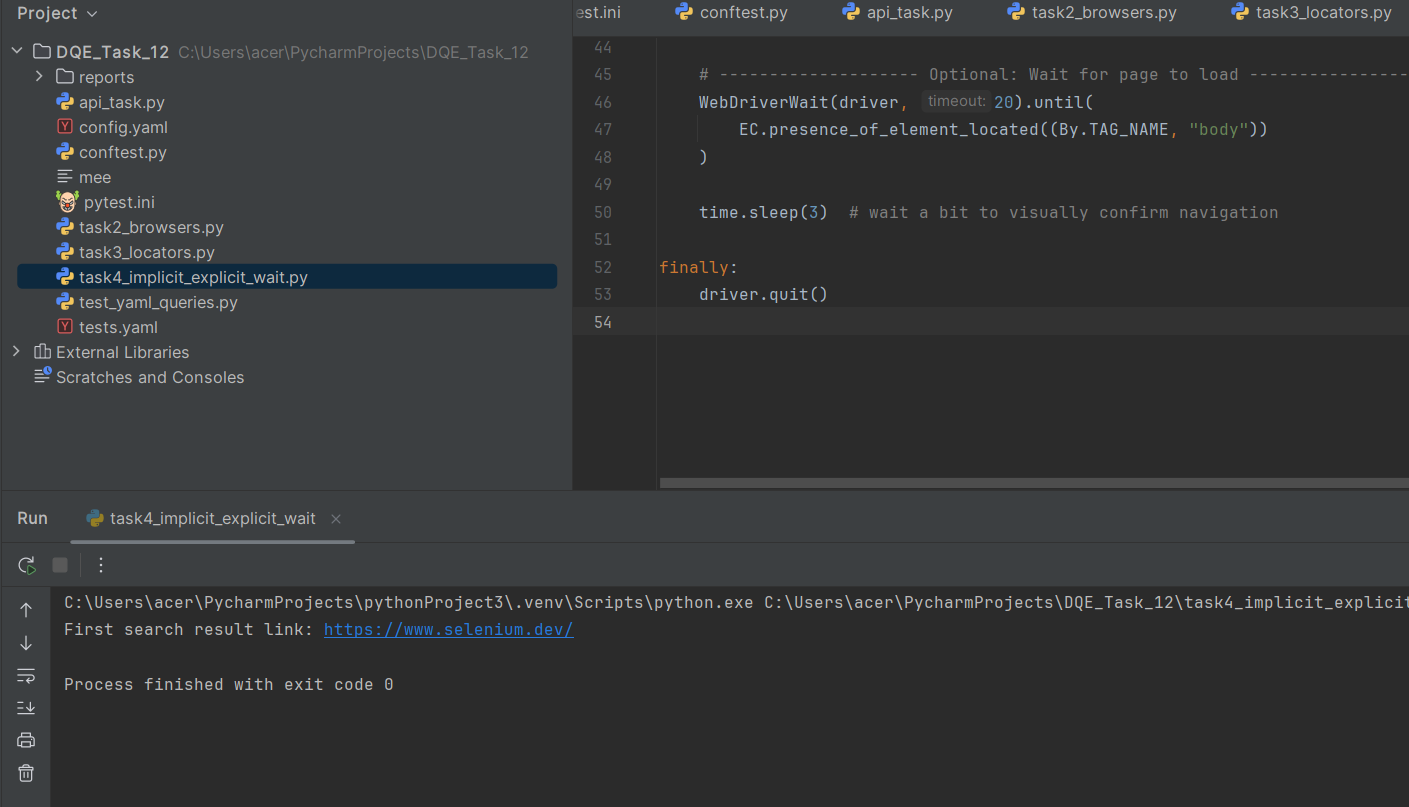 Project
DQE_Task_12 C:\Users\acer\PycharmProjects\DQE_Task_12
reports
api_task.py
config.yaml
conftest.py
mee
pytest.ini
task2_browsers.py
task3_locators.py
task4_implicit_explicit_wait.py
test_yaml_queries.py
tests.yaml
External Libraries
Scratches and Consoles
est.ini conftest.py api_task.py task2_browsers.py task3_locators.py
44
45 # -------------------- Optional: Wait for page to load ----------------
46 WebDriverWait(driver, timeout: 20).until(
47 EC.presence_of_element_located((By.TAG_NAME, "body"))
48 )
49
50 time.sleep(3) # wait a bit to visually confirm navigation
51
52 finally:
53 driver.quit()
54
Run task4_implicit_explicit_wait
C:\Users\acer\PycharmProjects\pythonProject3\.venv\Scripts\python.exe C:\Users\acer\PycharmProjects\DQE_Task_12\task4_implicit_explicit
First search result link: https://www.selenium.dev/
Process finished with exit code 0